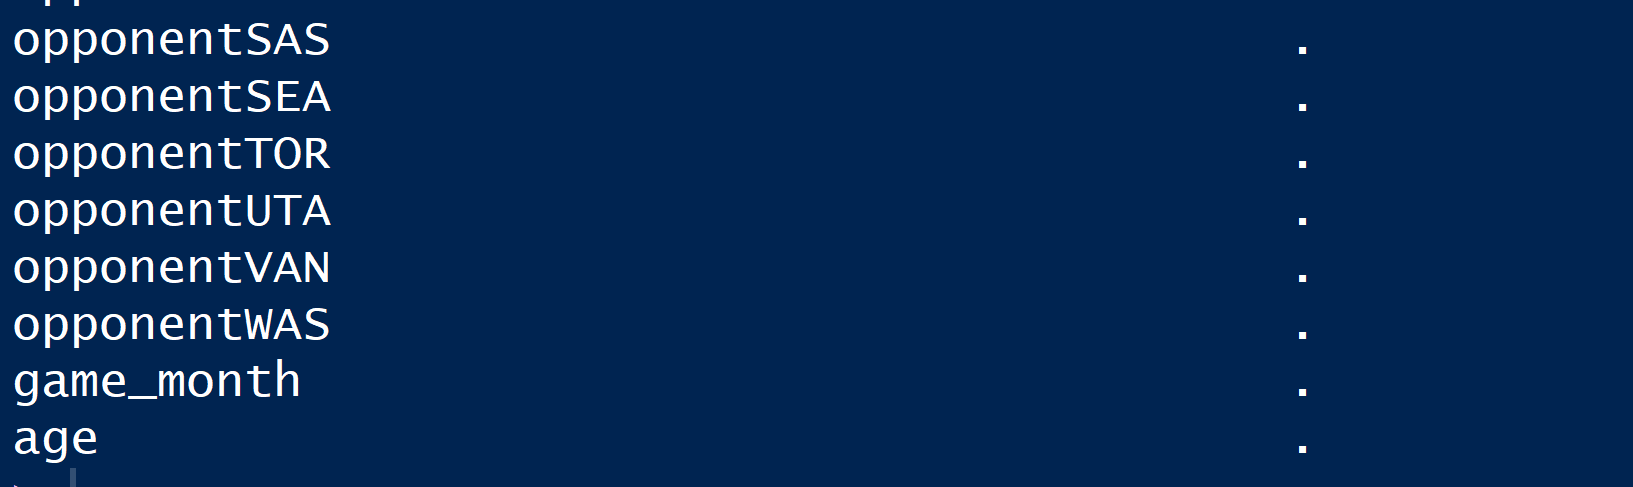 opponentSAS .
opponentSEA .
opponentTOR .
opponentUTA .
opponentVAN .
opponentWAS .
game_month .
age .